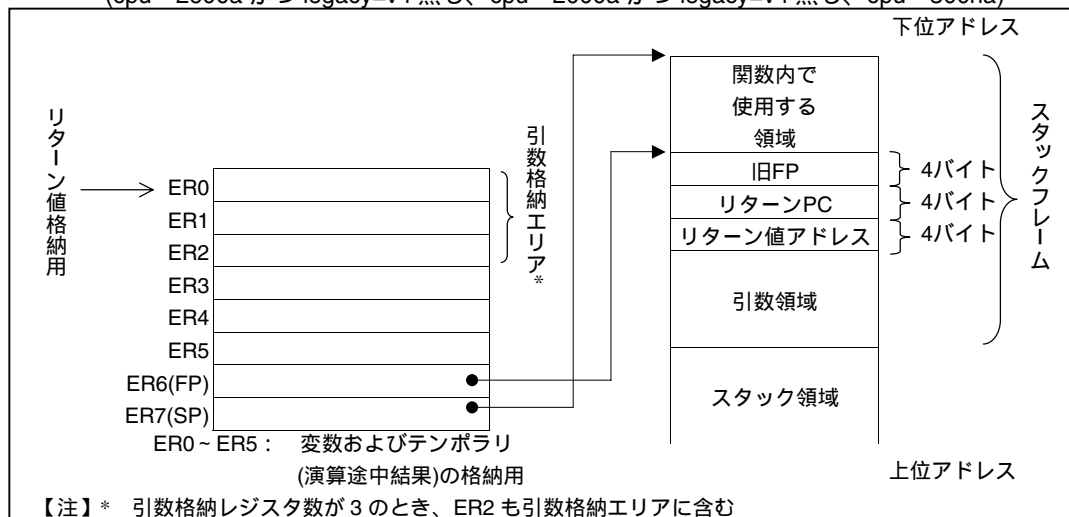 下位アドレス
関数内で
使用する
領域
旧FP
リターンPC
リターン値アドレス
引数領域
スタック領域
4バイト
4バイト
4バイト
スタックフレーム
上位アドレス
リターン値格納用
ER0
ER1
ER2
ER3
ER4
ER5
ER6(FP)
ER7(SP)
引数格納エリア*
ER0~ER5： 変数およびテンポラリ
(演算途中結果)の格納用
【注】* 引数格納レジスタ数が 3 のとき、ER2 も引数格納エリアに含む